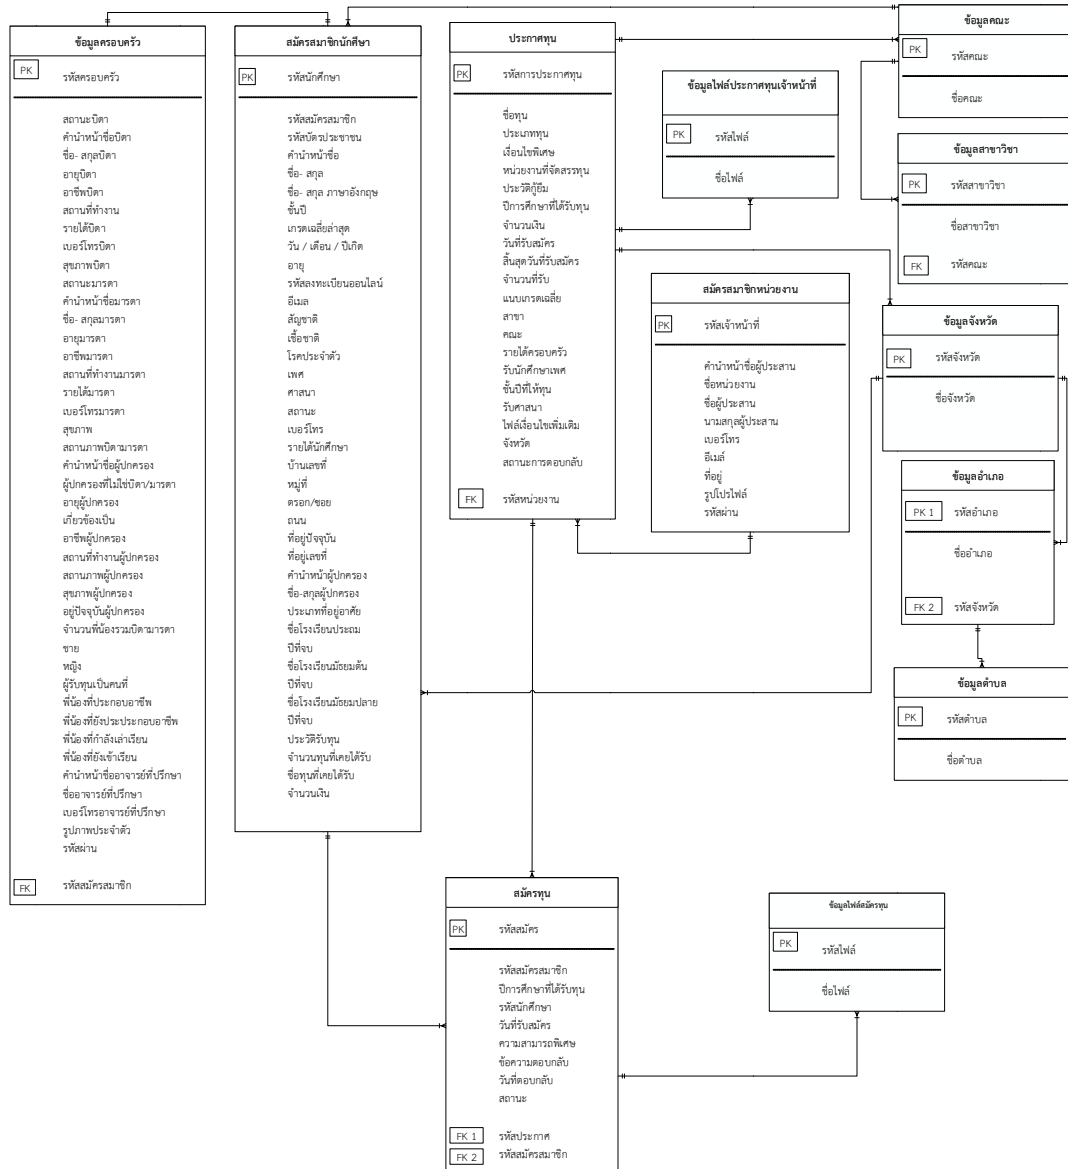 ข้อมูลครอบครัว
PK
รหัสครอบครัว
สถานะบิดา
คำนำหน้าชื่อบิดา
ชื่อ- สกุลบิดา
อายุบิดา
อาชีพบิดา
สถานที่ทำงาน
รายได้บิดา
เบอร์โทรบิดา
สุขภาพบิดา
สถานะมารดา
คำนำหน้าชื่อมารดา
ชื่อ- สกุลมารดา
อายุมารดา
อาชีพมารดา
สถานที่ทำงานมารดา
รายได้มารดา
เบอร์โทรมารดา
สุขภาพ
สถานภาพบิดามารดา
คำนำหน้าชื่อผู้ปกครอง
ผู้ปกครองที่ไม่ใช่บิดา/มารดา
อายุผู้ปกครอง
เกี่ยวข้องเป็น
อาชีพผู้ปกครอง
สถานที่ทำงานผู้ปกครอง
สถานภาพผู้ปกครอง
สุขภาพผู้ปกครอง
อยู่ปัจจุบันผู้ปกครอง
จำนวนพี่น้องรวมบิดามารดา
ชาย
หญิง
ผู้รับทุนเป็นคนที่
พี่น้องที่ประกอบอาชีพ
พี่น้องที่ยังประประกอบอาชีพ
พี่น้องที่กำลังเล่าเรียน
พี่น้องที่ยังเข้าเรียน
คำนำหน้าชื่ออาจารย์ที่ปรึกษา
ชื่ออาจารย์ที่ปรึกษา
เบอร์โทรอาจารย์ที่ปรึกษา
รูปภาพประจำตัว
รหัสผ่าน
FK
รหัสสมัครสมาชิก
สมัครสมาชิกนักศึกษา
PK
รหัสนักศึกษา
รหัสสมัครสมาชิก
รหัสบัตรประชาชน
คำนำหน้าชื่อ
ชื่อ- สกุล
ชื่อ- สกุล ภาษาอังกฤษ
ชั้นปี
เกรดเฉลี่ยล่าสุด
วัน / เดือน / ปีเกิด
อายุ
รหัสลงทะเบียนออนไลน์
อีเมล
สัญชาติ
เชื้อชาติ
โรคประจำตัว
เพศ
ศาสนา
สถานะ
เบอร์โทร
รายได้นักศึกษา
บ้านเลขที่
หมู่ที่
ตรอก/ซอย
ถนน
ที่อยู่ปัจจุบัน
ที่อยู่เลขที่
คำนำหน้าผู้ปกครอง
ชื่อ-สกุลผู้ปกครอง
ประเภทที่อยู่อาศัย
ชื่อโรงเรียนประถม
ปีที่จบ
ชื่อโรงเรียนมัธยมต้น
ปีที่จบ
ชื่อโรงเรียนมัธยมปลาย
ปีที่จบ
ประวัติรับทุน
จำนวนทุนที่เคยได้รับ
ชื่อทุนที่เคยได้รับ
จำนวนเงิน
ประกาศทุน
PK
รหัสการประกาศทุน
ชื่อทุน
ประเภททุน
เงื่อนไขพิเศษ
หน่วยงานที่จัดสรรทุน
ประวัติกู้ยืม
ปีการศึกษาที่ได้รับทุน
จำนวนเงิน
วันที่รับสมัคร
สิ้นสุดวันที่รับสมัคร
จำนวนที่รับ
แนบเกรดเฉลี่ย
สาขา
คณะ
รายได้ครอบครัว
รับนักศึกษาเพศ
ชั้นปีที่ให้ทุน
รับศาสนา
ไฟล์เงื่อนไขเพิ่มเติม
จังหวัด
สถานะการตอบกลับ
FK
รหัสหน่วยงาน
ข้อมูลไฟล์ประกาศทุนเจ้าหน้าที่
PK
รหัสไฟล์
ชื่อไฟล์
สมัครสมาชิกหน่วยงาน
PK
รหัสเจ้าหน้าที่
คำนำหน้าชื่อผู้ประสาน
ชื่อหน่วยงาน
ชื่อผู้ประสาน
นามสกุลผู้ประสาน
เบอร์โทร
อีเมล์
ที่อยู่
รูปโปรไฟล์
รหัสผ่าน
ข้อมูลคณะ
PK
รหัสคณะ
ชื่อคณะ
ข้อมูลสาขาวิชา
PK
รหัสสาขาวิชา
ชื่อสาขาวิชา
FK
รหัสคณะ
ข้อมูลจังหวัด
PK
รหัสจังหวัด
ชื่อจังหวัด
ข้อมูลอำเภอ
PK 1
รหัสอำเภอ
ชื่ออำเภอ
FK 2
รหัสจังหวัด
ข้อมูลตำบล
PK
รหัสตำบล
ชื่อตำบล
สมัครทุน
PK
รหัสสมัคร
รหัสสมัครสมาชิก
ปีการศึกษาที่ได้รับทุน
รหัสนักศึกษา
วันที่รับสมัคร
ความสามารถพิเศษ
ข้อความตอบกลับ
วันที่ตอบกลับ
สถานะ
FK 1
รหัสประกาศ
FK 2
รหัสสมัครสมาชิก
ข้อมูลไฟล์สมัครทุน
PK
รหัสไฟล์
ชื่อไฟล์